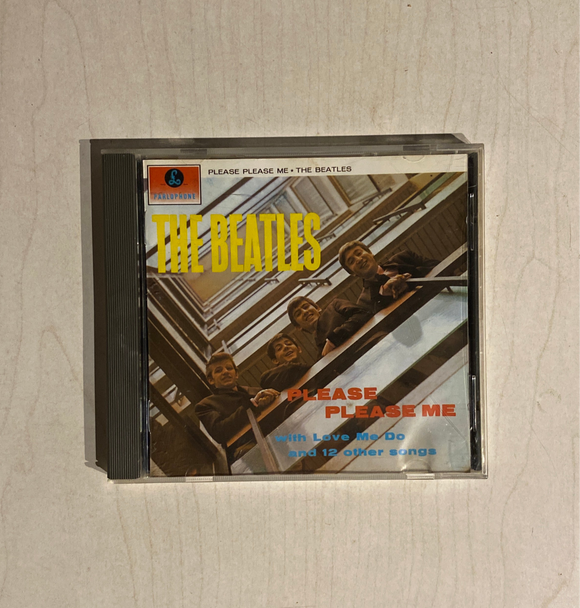 PLEASE PLEASE ME • THE BEATLES
PARLOPHONE
THE BEATLES
PLEASE
PLEASE ME
with Love Me Do
and 12 other songs